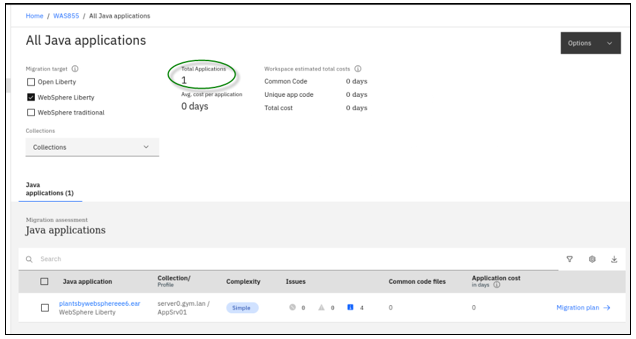 Home / WAS855 / All Java applications
All Java applications
Options
Migration target
Open Liberty
WebSphere Liberty
WebSphere traditional
Total Applications
1
Avg. cost per application
0 days
Workspace estimated total costs
Common Code 0 days
Unique app code 0 days
Total cost 0 days
Collections
Collections
Java
applications (1)
Migration assessment
Java applications
Search
Java application Collection/ Profile Complexity Issues Common code files Application cost in days
plantsbywebsphereee6.ear server0.gym.lan / Simple 0 0 4 0 0 Migration plan →
WebSphere Liberty AppSrv01